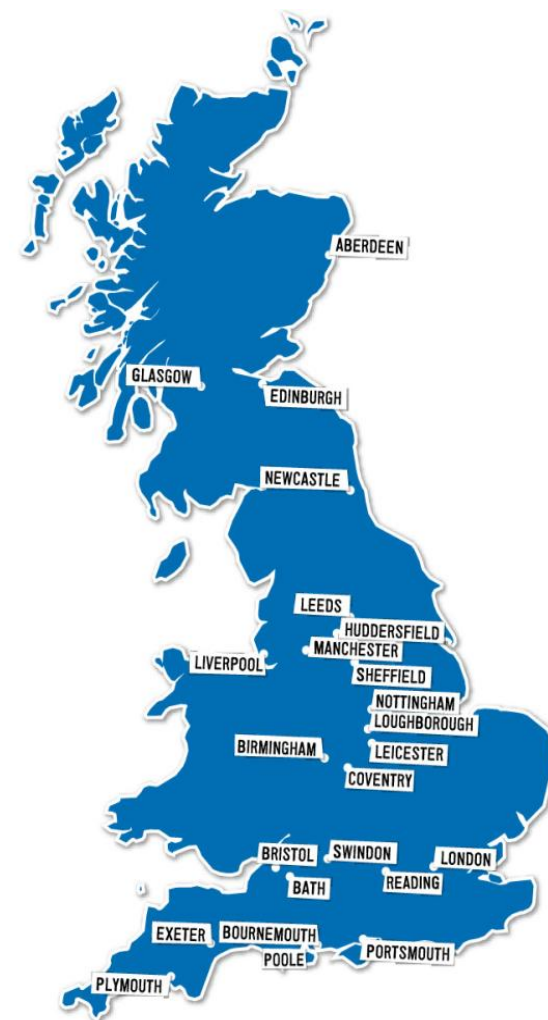 ABERDEEN
GLASGOW
EDINBURGH
NEWCASTLE
LEEDS
HUDDERSFIELD
MANCHESTER
LIVERPOOL
SHEFFIELD
NOTTINGHAM
LOUGHBOROUGH
BIRMINGHAM
LEICESTER
COVENTRY
BRISTOL
SWINDON
LONDON
BATH
READING
EXETER
BOURNEMOUTH
PORTSMOUTH
POOLE
PLYMOUTH